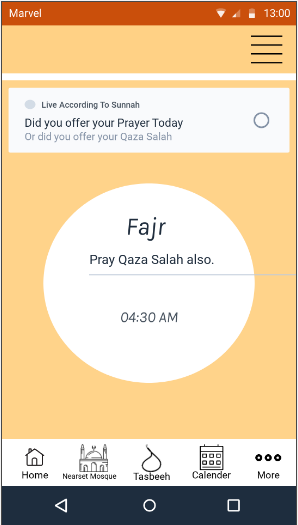 Marvel 13:00
Live According To Sunnah
Did you offer your Prayer Today
Or did you offer your Qaza Salah
Fajr
Pray Qaza Salah also.
04:30 AM
Home Nearset Mosque Tasbeeh Calender More